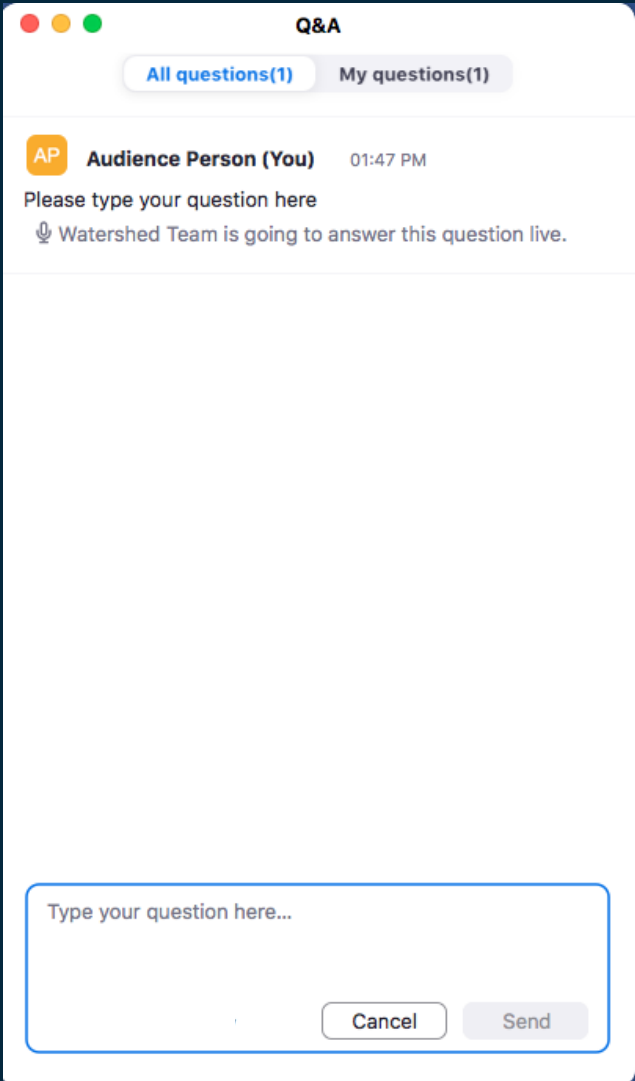 Q&A
All questions(1) My questions(1)
AP Audience Person (You) 01:47 PM
Please type your question here
Watershed Team is going to answer this question live.
Type your question here...
Cancel Send